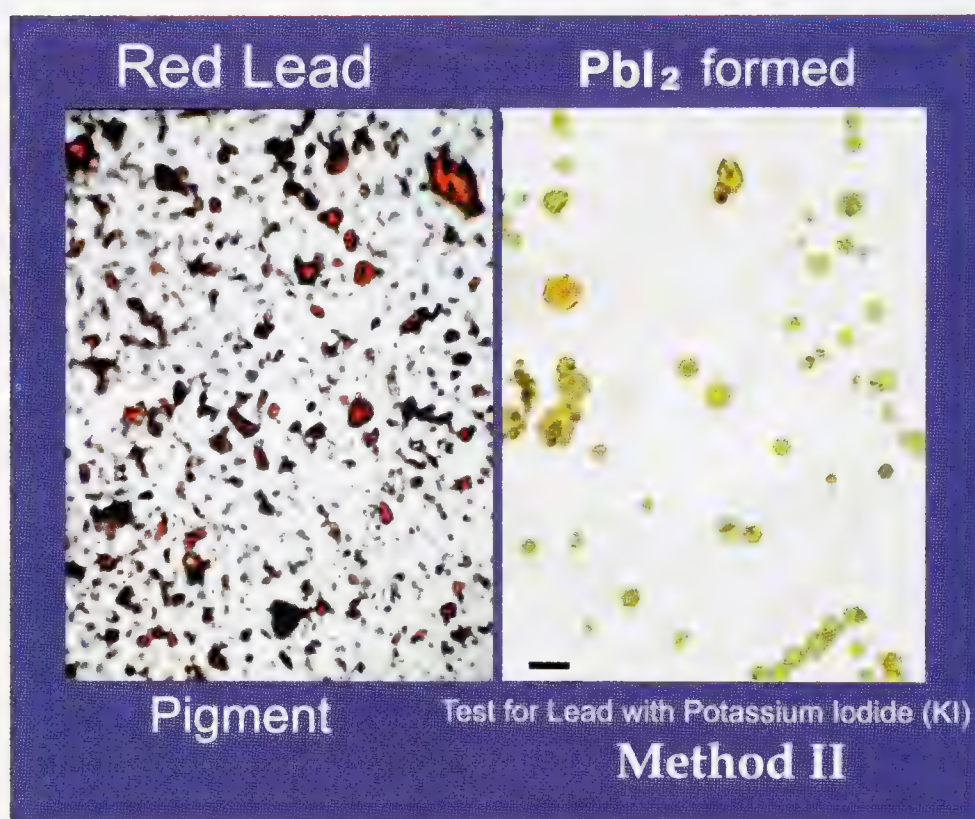 Red Lead
PbI₂ formed
Pigment
Test for Lead with Potassium Iodide (KI)
Method II